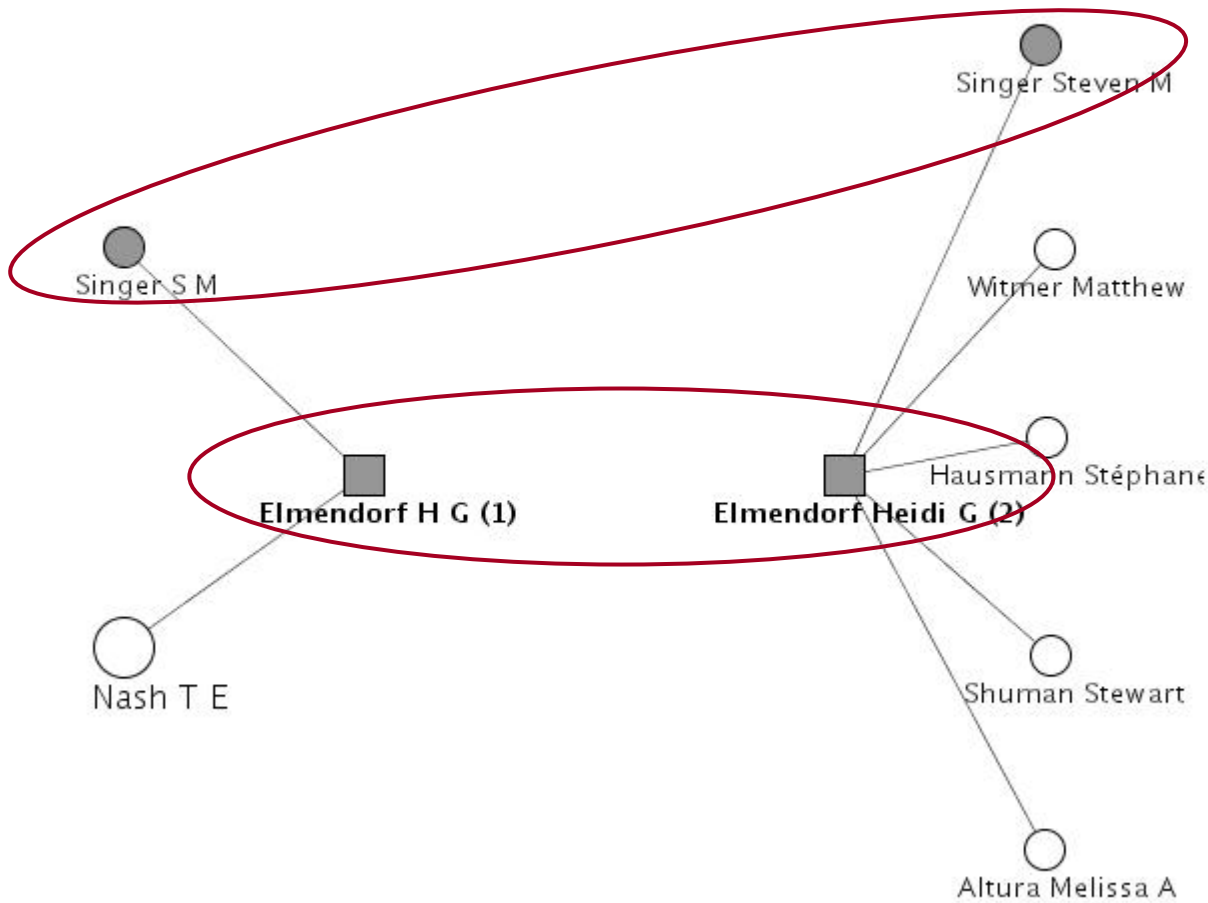 Singer Steven M
Singer S M
Witmer Matthew
Hausmann Stéphane
Elmendorf H G (1)
Elmendorf Heidi G (2)
Nash T E
Shuman Stewart
Altura Melissa A